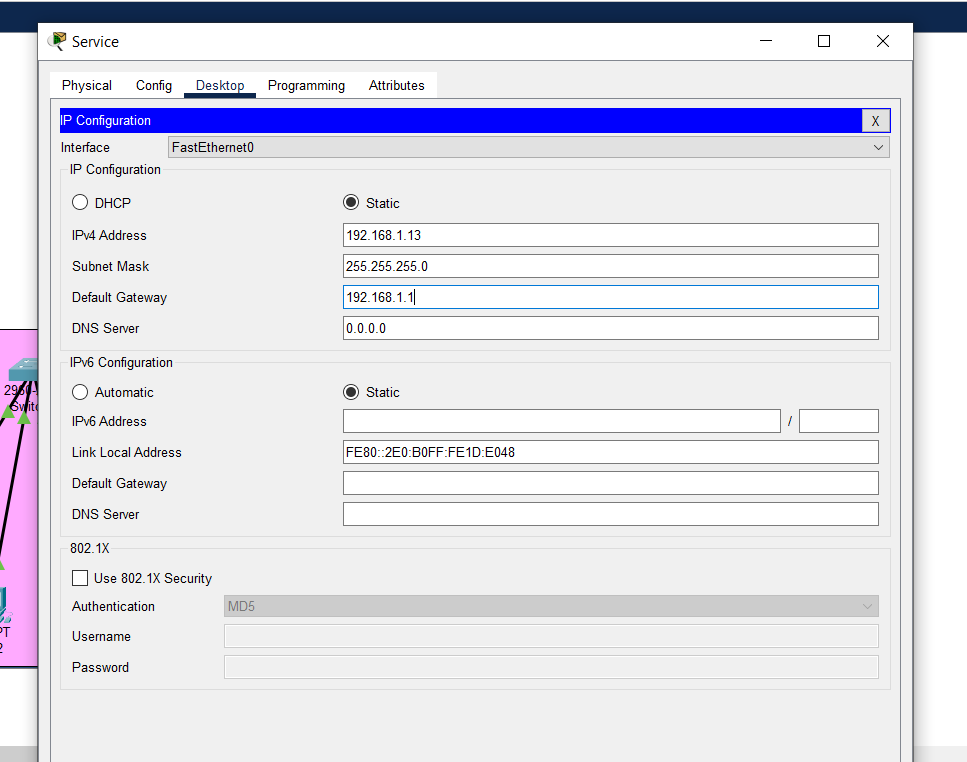 Service
Physical Config Desktop Programming Attributes
IP Configuration X
Interface FastEthernet0
IP Configuration
DHCP Static
IPv4 Address 192.168.1.13
Subnet Mask 255.255.255.0
Default Gateway 192.168.1.1
DNS Server 0.0.0.0
IPv6 Configuration
Automatic Static
IPv6 Address /
Link Local Address FE80::2E0:B0FF:FE1D:E048
Default Gateway
DNS Server
802.1X
Use 802.1X Security
Authentication MD5
Username
Password
PT
2